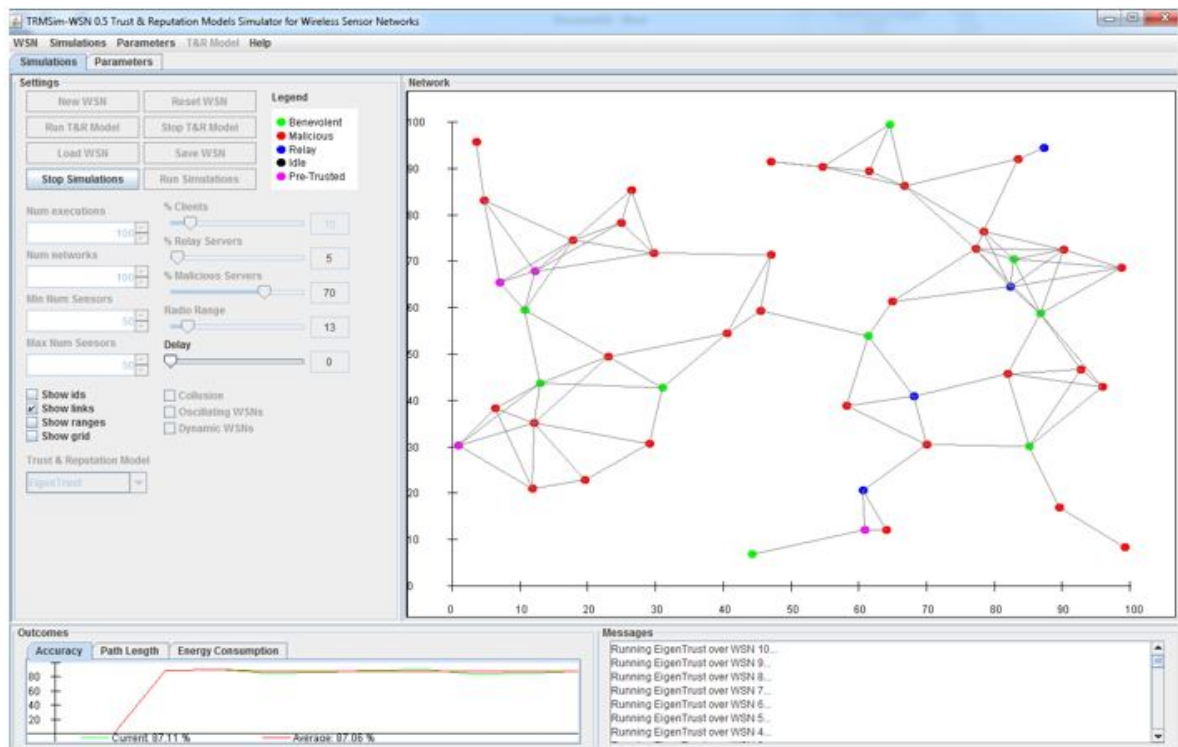 TRMSim-WSN 0.5 Trust & Reputation Models Simulator for Wireless Sensor Networks
WSN Simulations Parameters T&R Model Help
Simulations Parameters
Settings
New WSN Reset WSN
Run T&R Model Stop T&R Model
Load WSN Save WSN
Stop Simulations Run Simulations
Legend
Benevolent
Malicious
Relay
Idle
Pre-Trusted
Num executions
100
Num networks
100
Min Num Sensors
50
Max Num Sensors
50
% Clients
10
% Relay Servers
5
% Malicious Servers
70
Radio Range
13
Delay
0
Show ids
Show links
Show ranges
Show grid
Collusion
Oscillating WSNs
Dynamic WSNs
Trust & Reputation Model
EigenTrust
Network
100
90
80
70
60
50
40
30
20
10
0
0 10 20 30 40 50 60 70 80 90 100
Outcomes
Accuracy Path Length Energy Consumption
80
60
40
20
Current: 87.11 % Average: 87.06 %
Messages
Running EigenTrust over WSN 10...
Running EigenTrust over WSN 9...
Running EigenTrust over WSN 8...
Running EigenTrust over WSN 7...
Running EigenTrust over WSN 6...
Running EigenTrust over WSN 5...
Running EigenTrust over WSN 4...